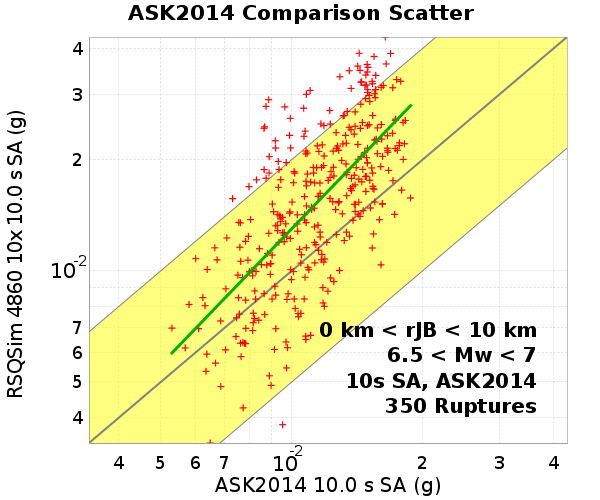 ASK2014 Comparison Scatter
RSQSim 4860 10x 10.0 s SA (g)
4
3
2
10-2
7
6
5
4
0 km < rJB < 10 km
6.5 < Mw < 7
10s SA, ASK2014
350 Ruptures
4 5 6 7 10-2 2 3 4
ASK2014 10.0 s SA (g)